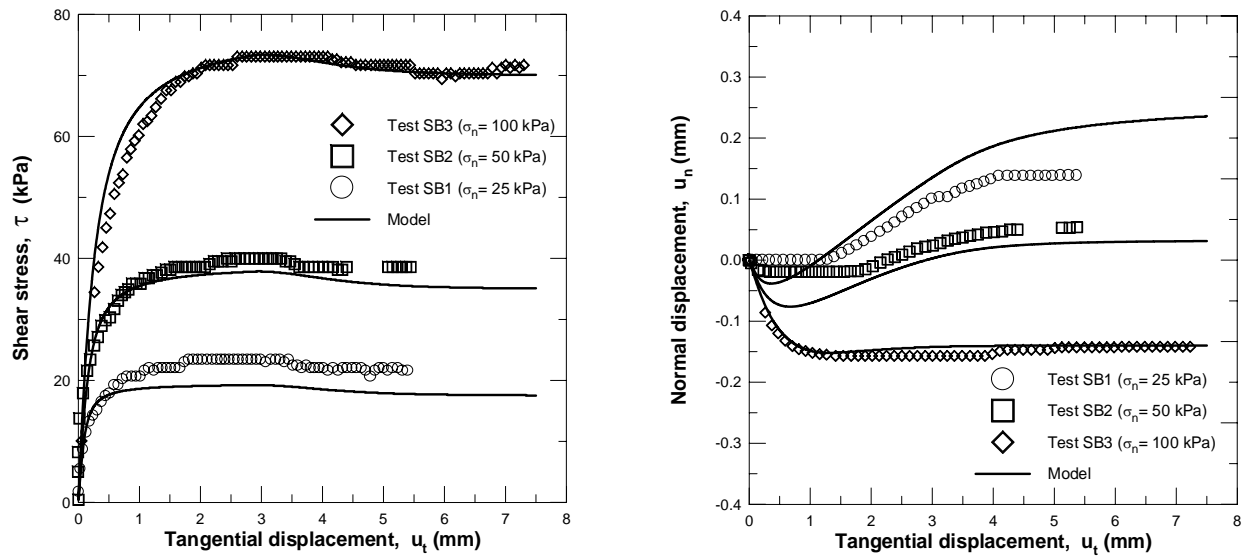 80
60
40
20
0
Shear stress, τ (kPa)
Test SB3 (σn= 100 kPa)
Test SB2 (σn= 50 kPa)
Test SB1 (σn= 25 kPa)
Model
0 1 2 3 4 5 6 7 8
Tangential displacement, ut (mm)
0.4
0.3
0.2
0.1
0.0
-0.1
-0.2
-0.3
-0.4
Normal displacement, un (mm)
Test SB1 (σn= 25 kPa)
Test SB2 (σn= 50 kPa)
Test SB3 (σn= 100 kPa)
Model
0 1 2 3 4 5 6 7 8
Tangential displacement, ut (mm)